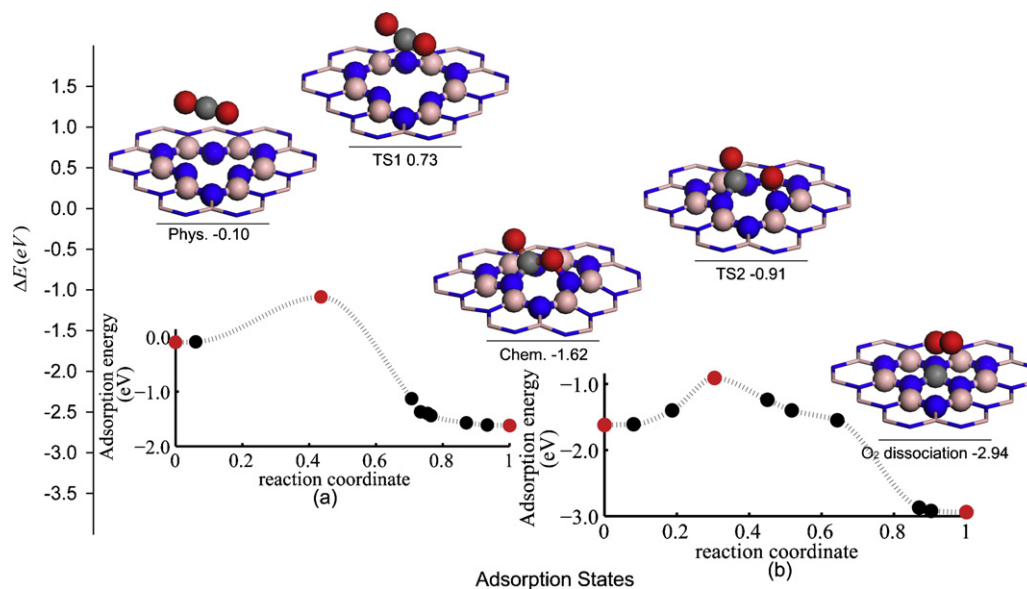 1.5
1.0
0.5
0.0
-0.5
-1.0
-1.5
-2.0
-2.5
-3.0
-3.5
ΔE(eV)
Phys. -0.10
TS1 0.73
Chem. -1.62
TS2 -0.91
O₂ dissociation -2.94
Adsorption energy
(eV)
0.0
−1.0
−2.0
0
0.2
0.4
0.6
0.8
1
reaction coordinate
(a)
Adsorption energy
(eV)
−1.0
−2.0
−3.0
0
0.2
0.4
0.6
0.8
1
reaction coordinate
(b)
Adsorption States